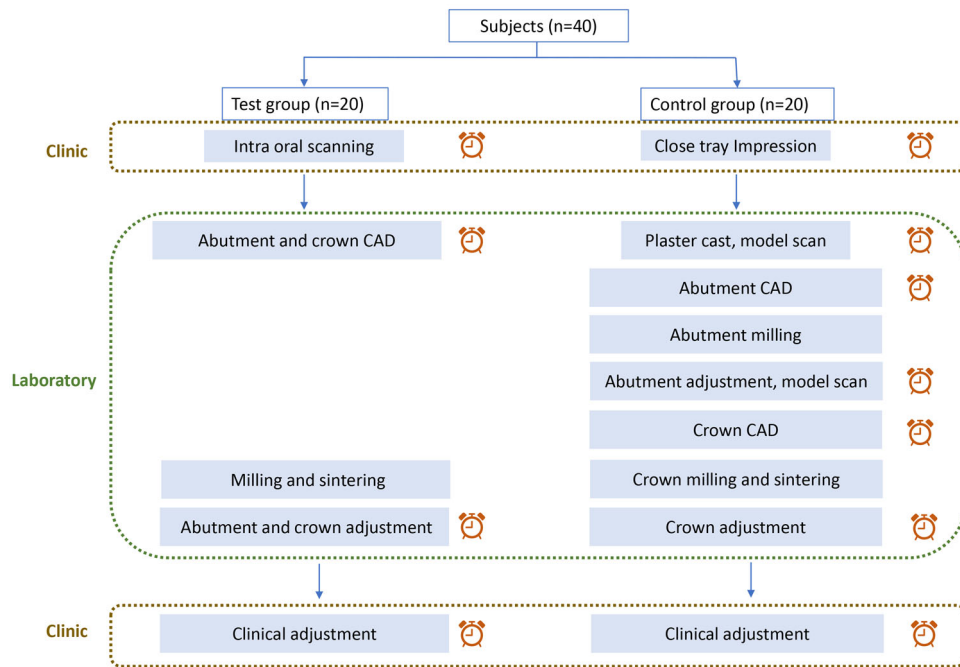 Subjects (n=40)
Test group (n=20)
Control group (n=20)
Clinic
Intra oral scanning
Close tray Impression
Laboratory
Abutment and crown CAD
Plaster cast, model scan
Abutment CAD
Abutment milling
Abutment adjustment, model scan
Crown CAD
Milling and sintering
Crown milling and sintering
Abutment and crown adjustment
Crown adjustment
Clinic
Clinical adjustment
Clinical adjustment